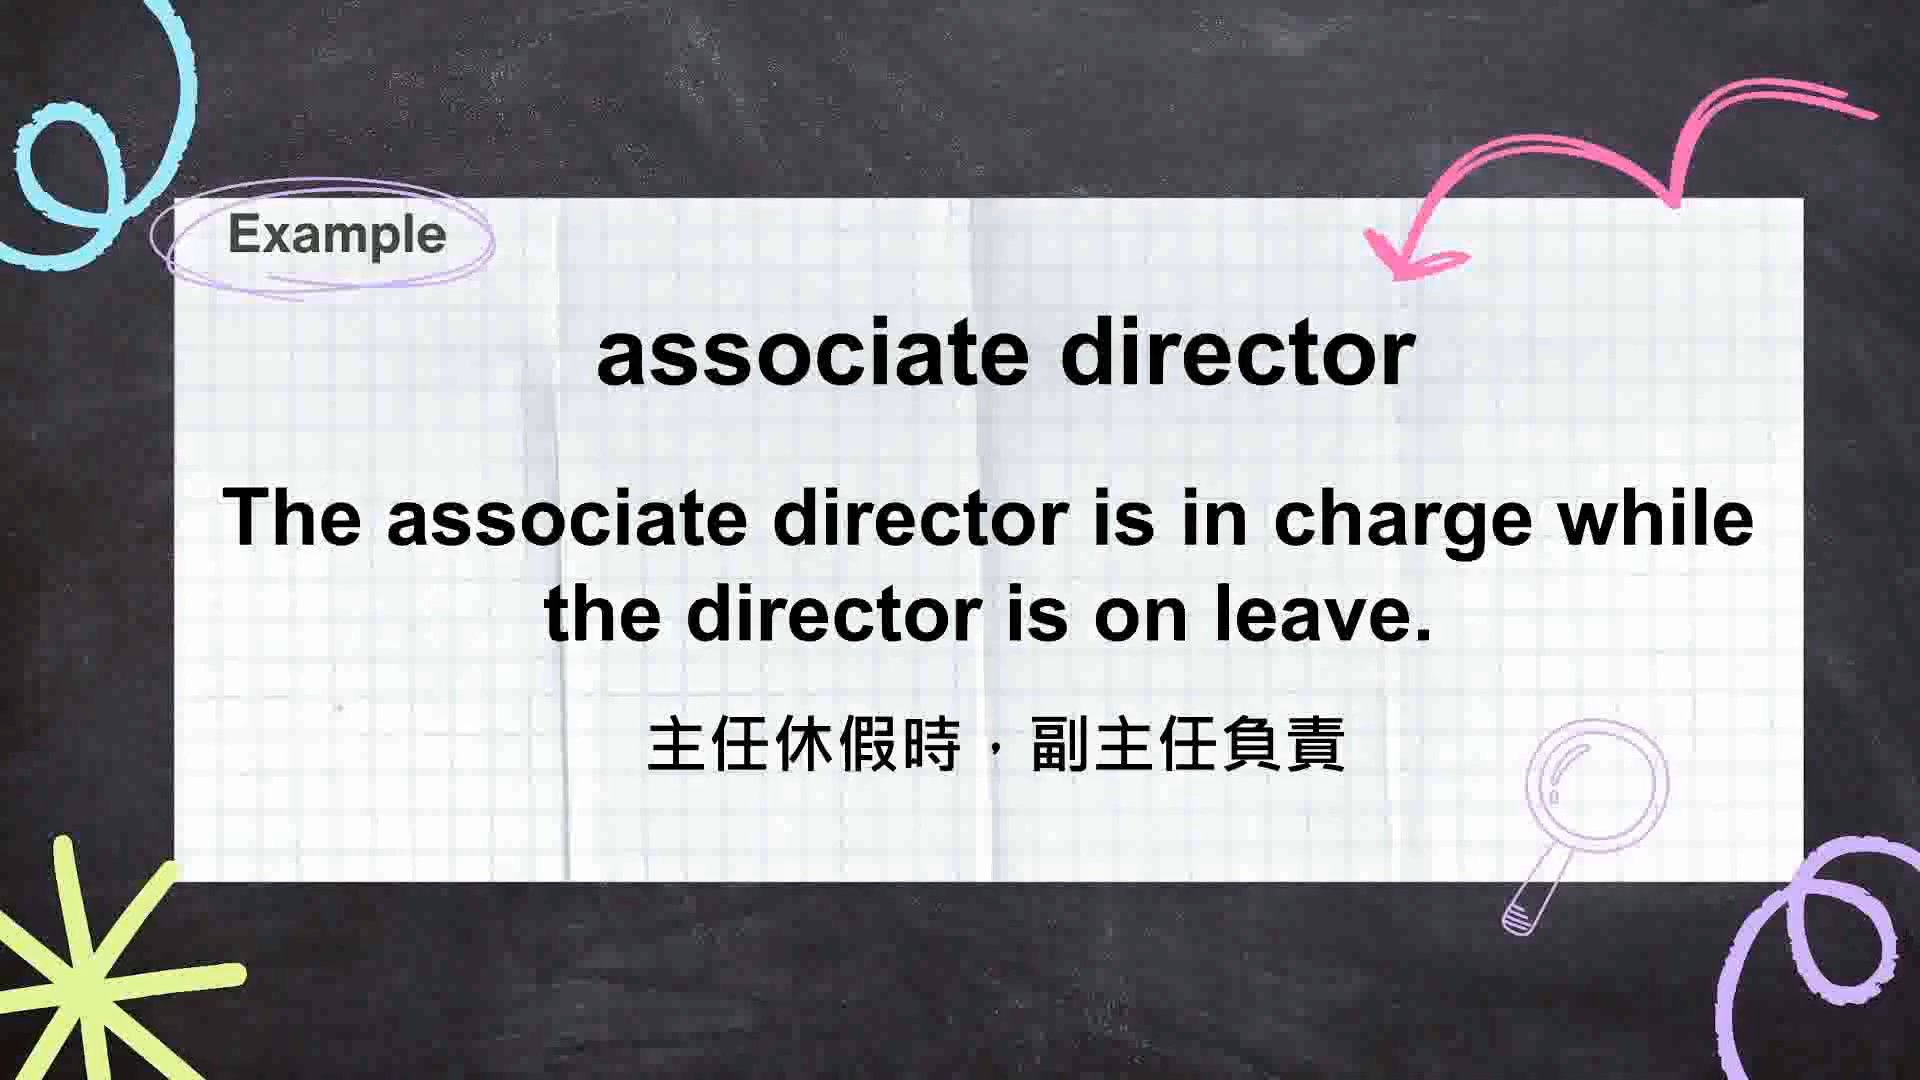 Example
associate director
The associate director is in charge while
the director is on leave.
主任休假時，副主任負責